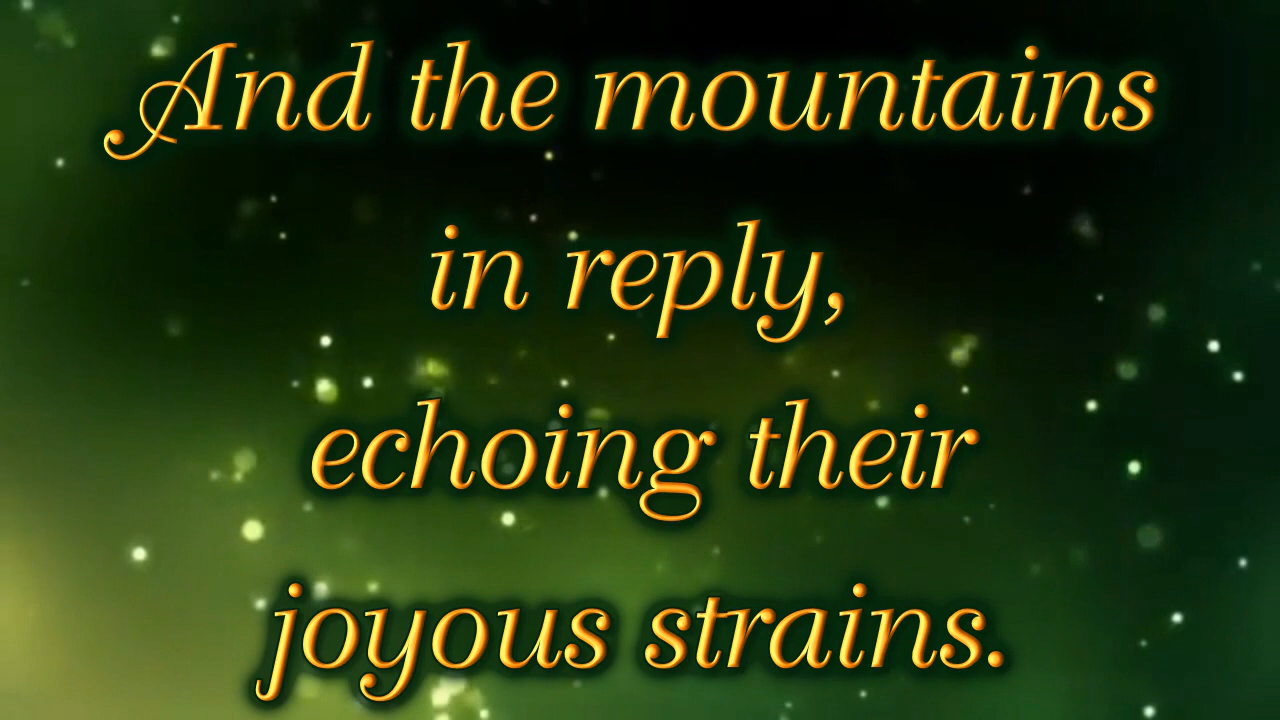 And the mountains
in reply,
echoing their
joyous strains.